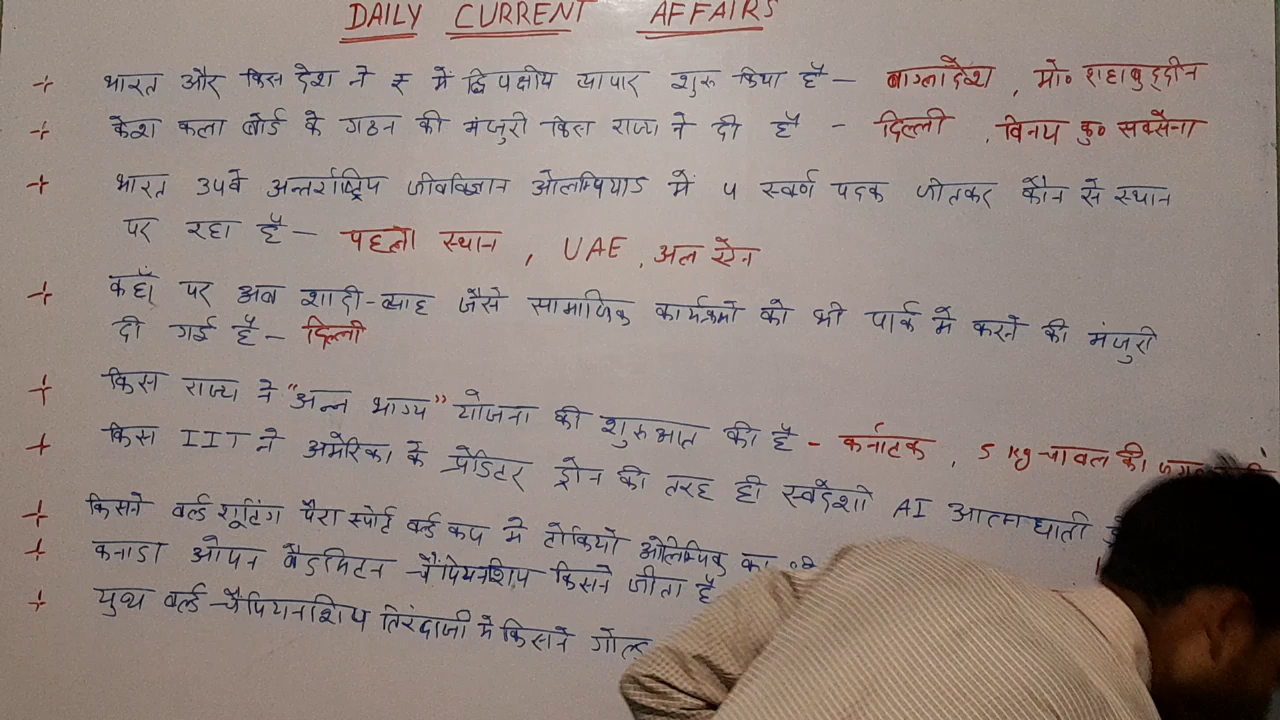 DAILY CURRENT AFFAIRS
भारत और किस देश ने ₹ में द्विपक्षीय व्यापार शुरू किया है - बांग्लादेश , मो० शहाबुद्दीन
केश कला बोर्ड के गठन की मंजुरी किस राज्य ने दी है - दिल्ली , विनय कु० सक्सेना
भारत 34वे अन्तर्राष्ट्रिय जीवविज्ञान ओलम्पियाड में 4 स्वर्ण पदक जीतकर कौन से स्थान
पर रहा है - पहला स्थान , UAE , अल ऐन
कहाँ पर अब शादी-ब्याह जैसे सामाजिक कार्यक्रमो को भी पार्क में करने की मंजुरी
दी गई है - दिल्ली
किस राज्य ने "अन्न भाग्य" योजना की शुरुआत की है - कर्नाटक , 5 kg चावल की
किस IIT ने अमेरिका के प्रेडिटर ड्रोन की तरह ही स्वदेशी AI आत्मघाती
किसने वर्ल्ड शूटिंग पैरा स्पोर्ट वर्ल्ड कप मे टोकियो ओलिम्पिक का
कनाडा ओपन बैडमिंटन चैंपियनशिप किसने जीता है
युथ वर्ल्ड चैंपियनशिप तिरंदाजी मे किसने गोल्ड